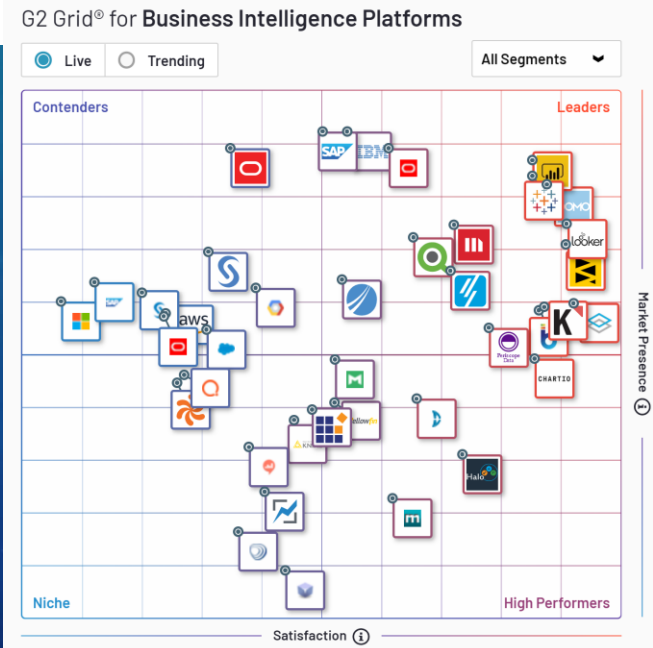 G2 Grid® for Business Intelligence Platforms
Live
Trending
All Segments
Contenders
Leaders
SAP
IBM
OMO
looker
SAP
aws
K
Periscope
Data
CHARTIO
Halo
m
Market Presence
Niche
High Performers
Satisfaction